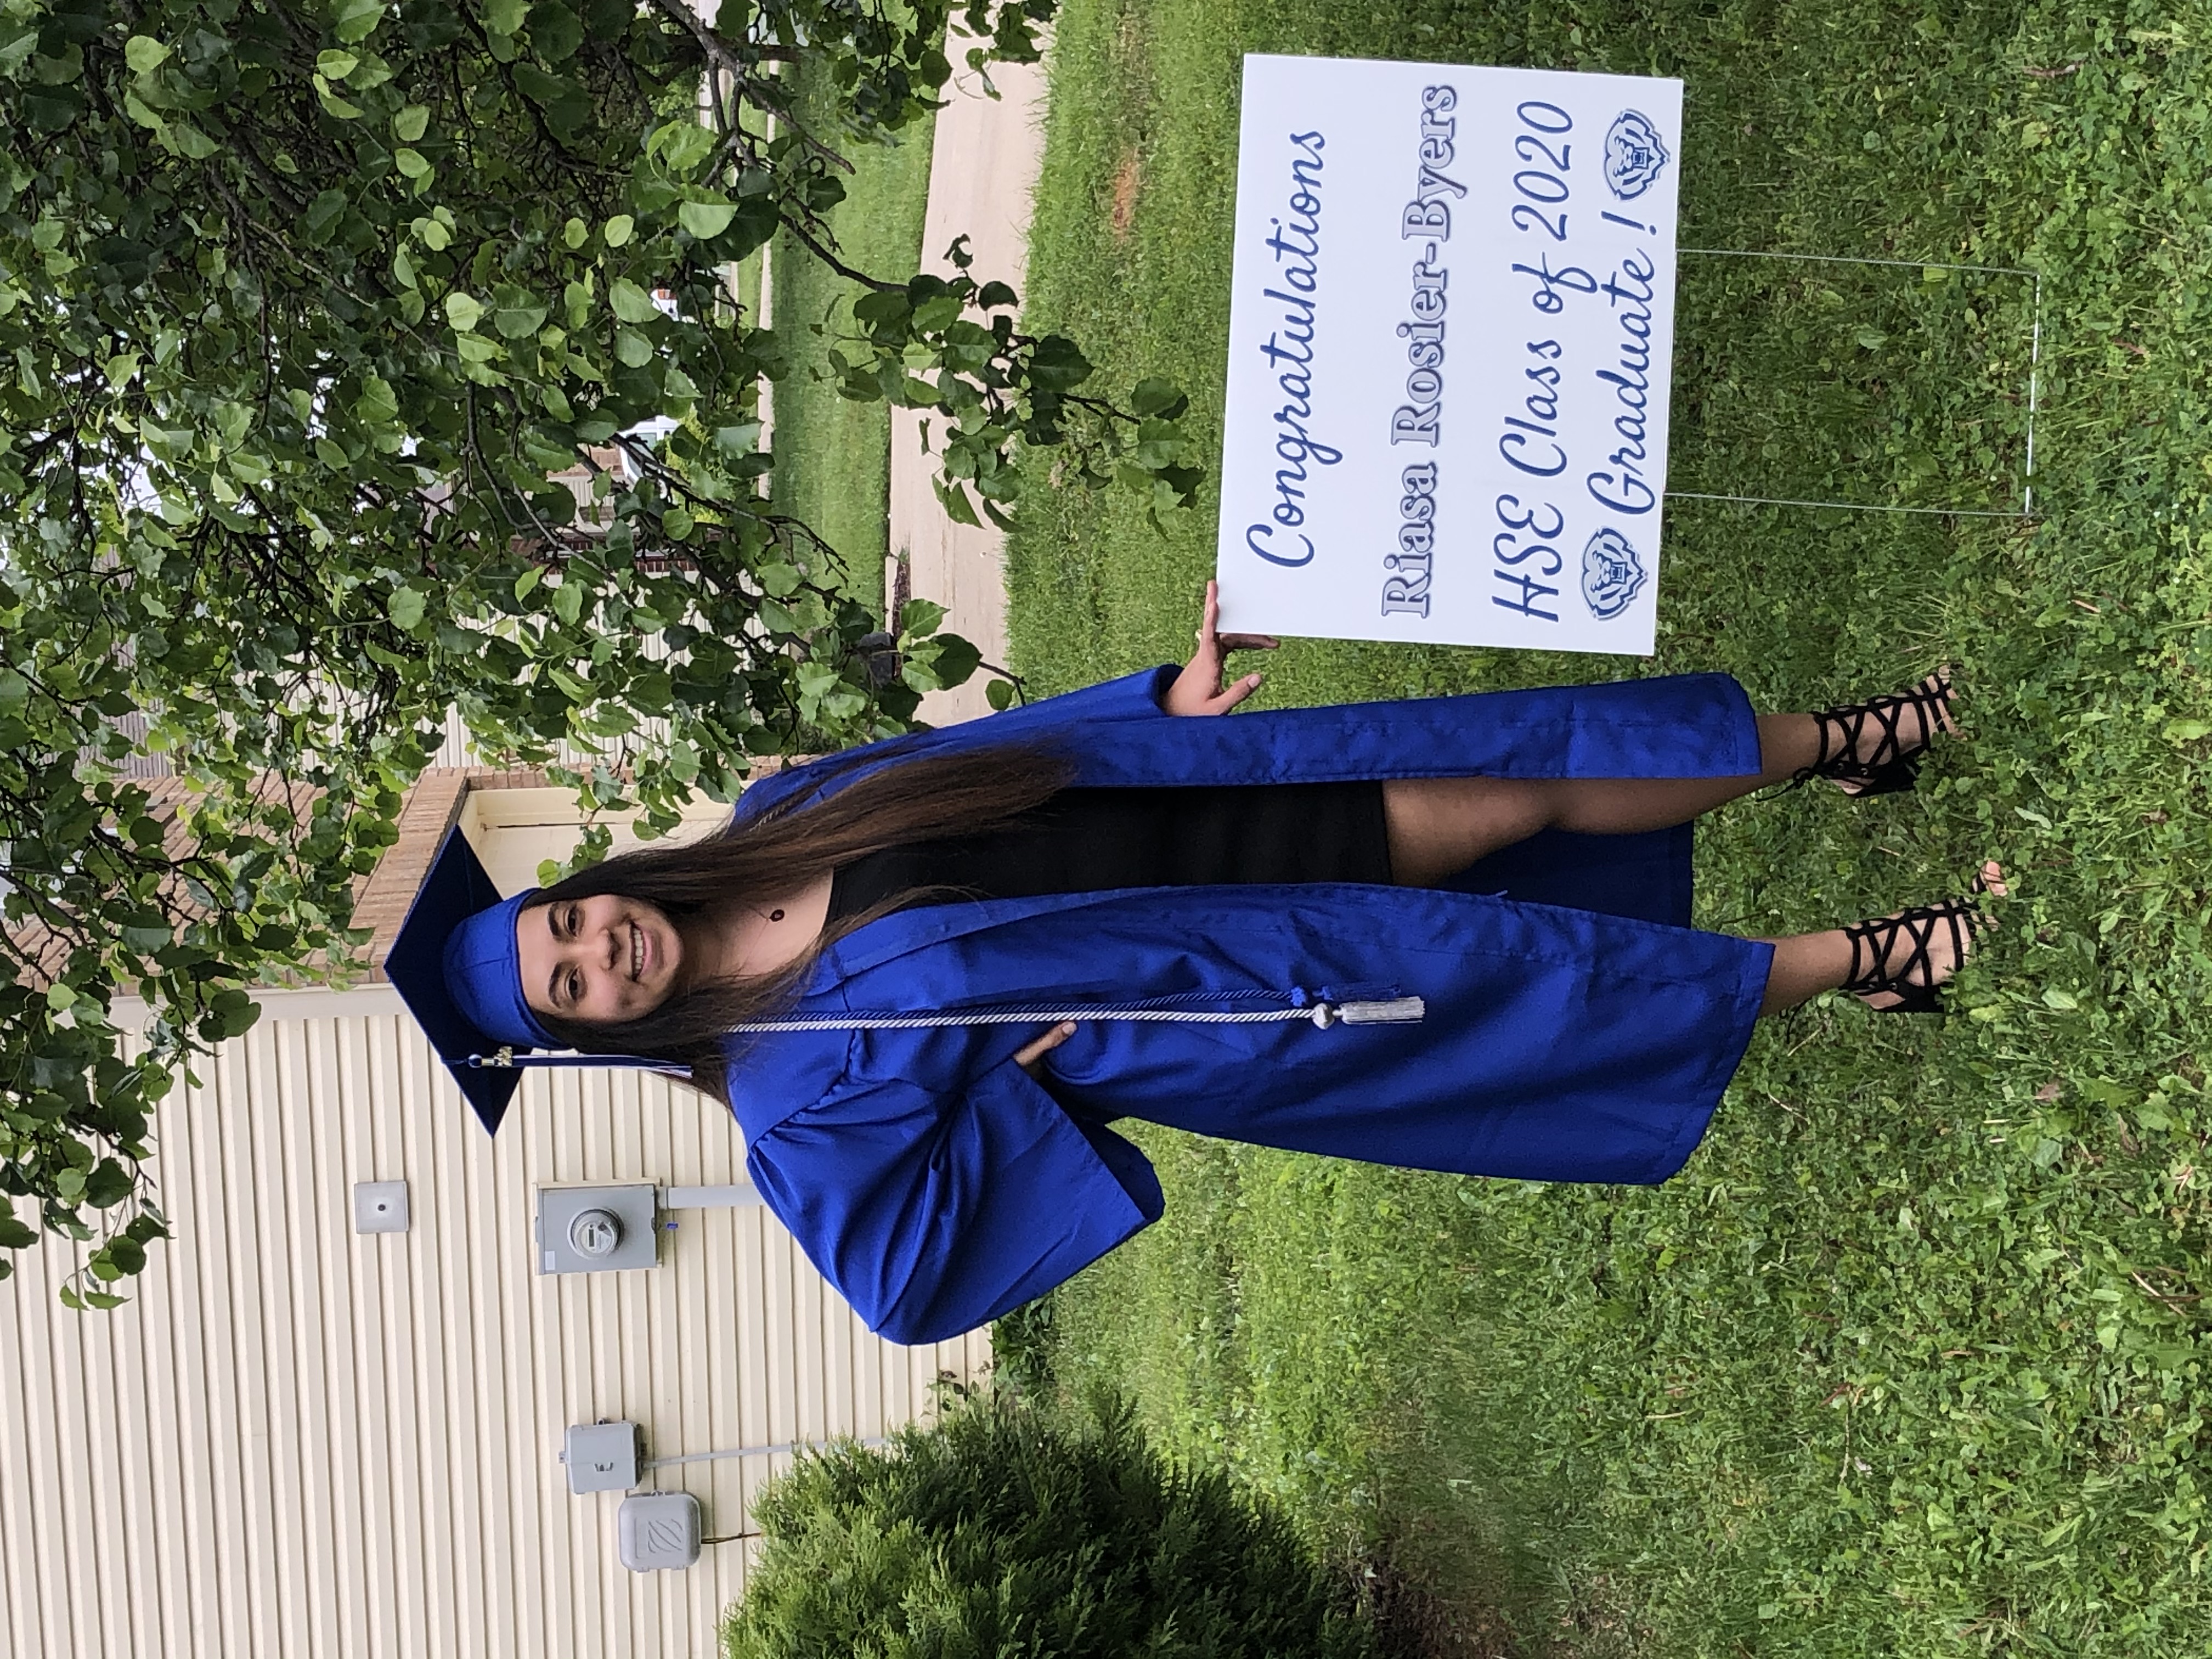 Congratulations
Riasa Rosier-Byers
HSE Class of 2020
Graduate !